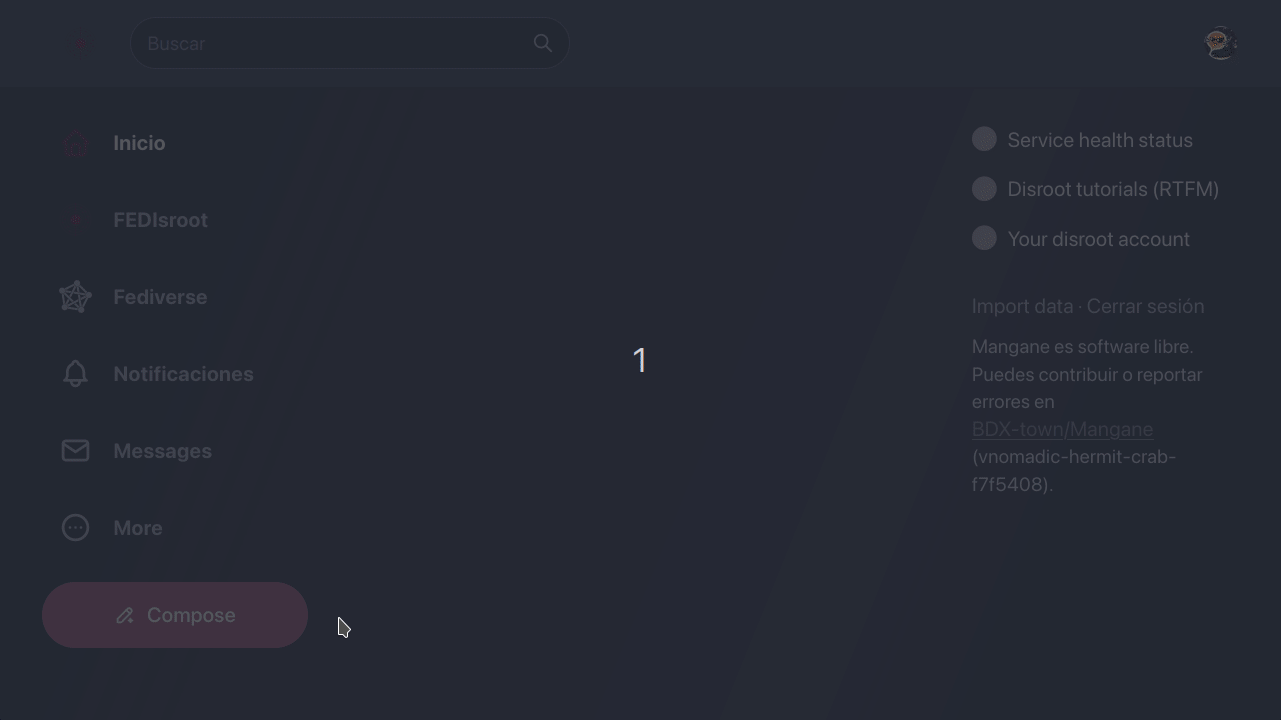 Buscar
Inicio
FEDIsroot
Fediverse
Notificaciones
Messages
More
Compose
1
Service health status
Disroot tutorials (RTFM)
Your disroot account
Import data · Cerrar sesión
Mangane es software libre.
Puedes contribuir o reportar
errores en
BDX-town/Mangane
(vnomadic-hermit-crab-
f7f5408).